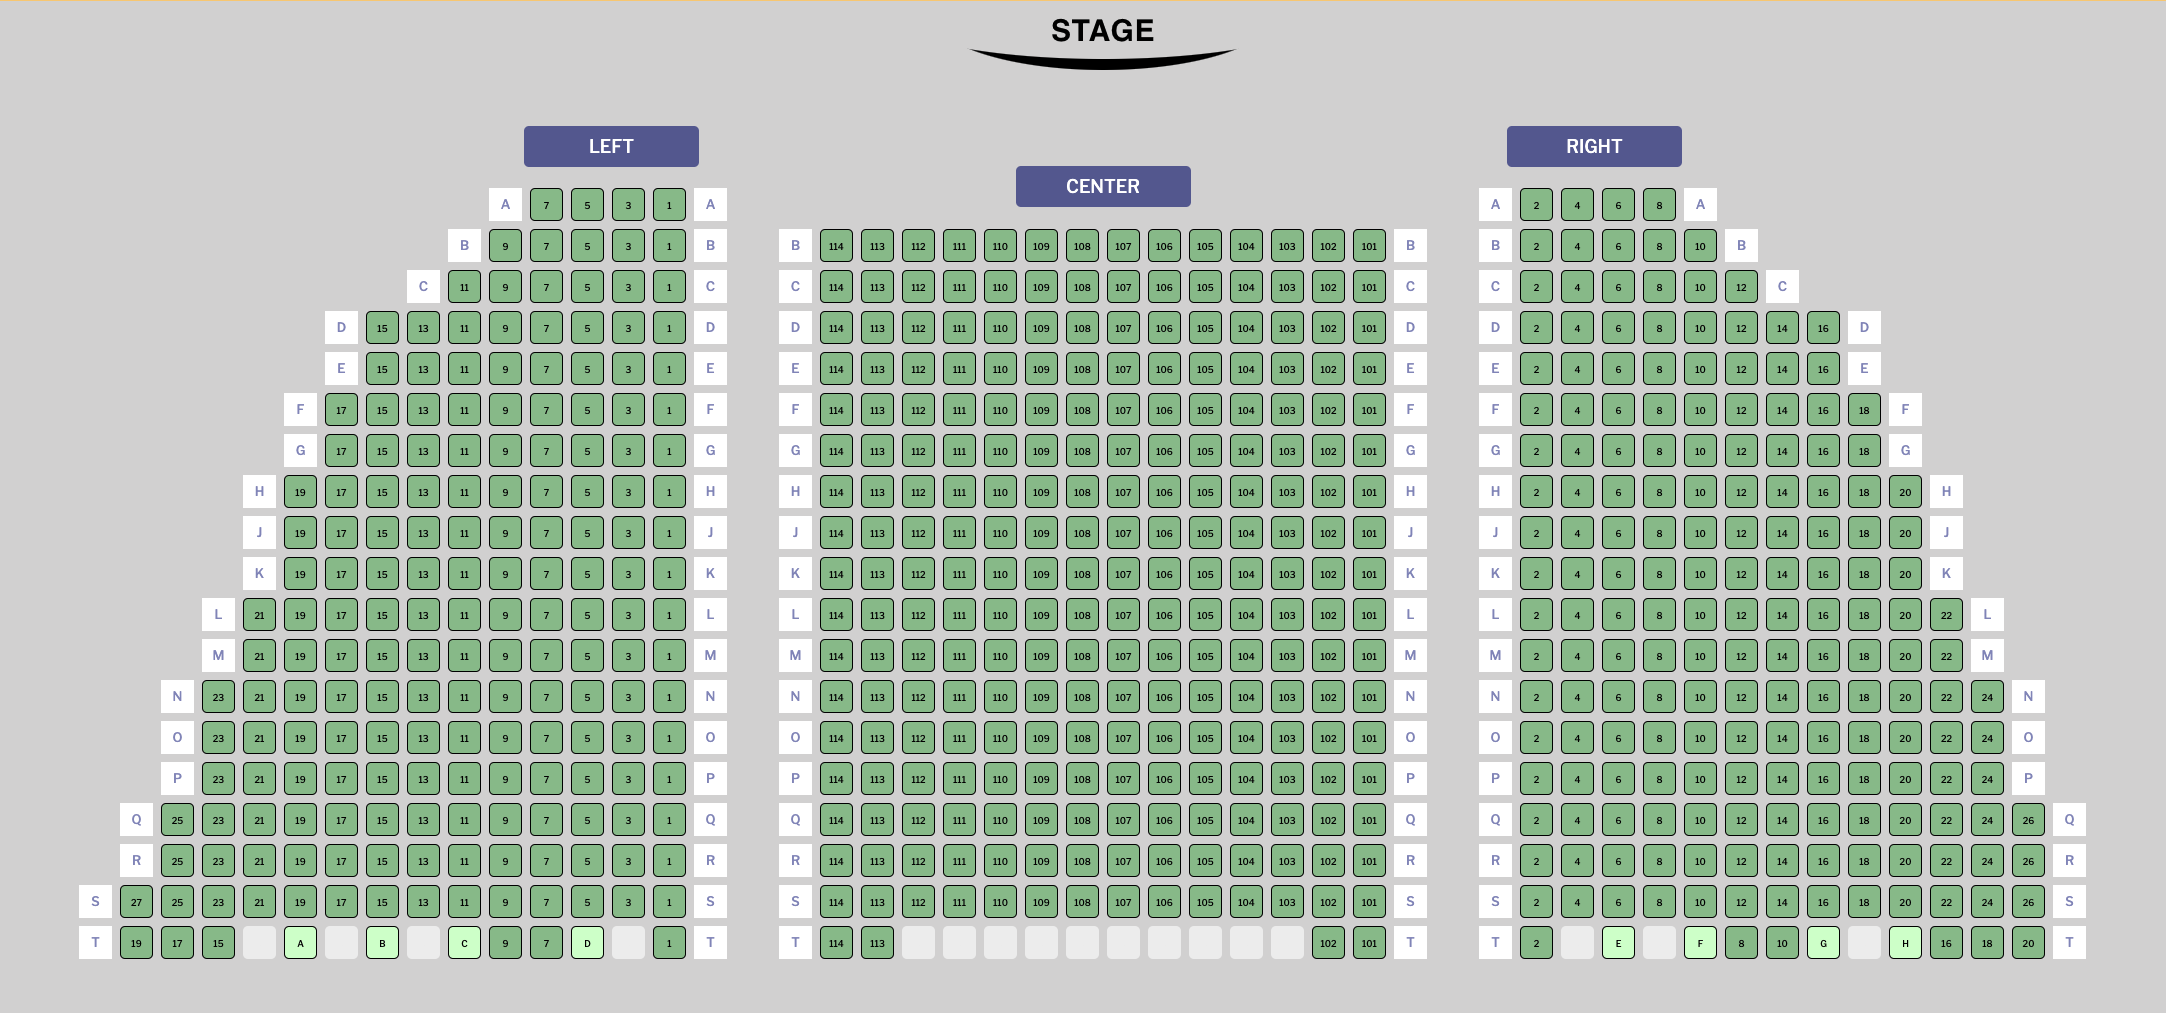 STAGE
LEFT RIGHT
CENTER
A 7 5 3 1 A A 2 4 6 8 A
B 9 7 5 3 1 B B 114 113 112 111 110 109 108 107 106 105 104 103 102 101 B B 2 4 6 8 10 B
C 11 9 7 5 3 1 C C 114 113 112 111 110 109 108 107 106 105 104 103 102 101 C C 2 4 6 8 10 12 C
D 15 13 11 9 7 5 3 1 D D 114 113 112 111 110 109 108 107 106 105 104 103 102 101 D D 2 4 6 8 10 12 14 16 D
E 15 13 11 9 7 5 3 1 E E 114 113 112 111 110 109 108 107 106 105 104 103 102 101 E E 2 4 6 8 10 12 14 16 E
F 17 15 13 11 9 7 5 3 1 F F 114 113 112 111 110 109 108 107 106 105 104 103 102 101 F F 2 4 6 8 10 12 14 16 18 F
G 17 15 13 11 9 7 5 3 1 G G 114 113 112 111 110 109 108 107 106 105 104 103 102 101 G G 2 4 6 8 10 12 14 16 18 G
H 19 17 15 13 11 9 7 5 3 1 H H 114 113 112 111 110 109 108 107 106 105 104 103 102 101 H H 2 4 6 8 10 12 14 16 18 20 H
J 19 17 15 13 11 9 7 5 3 1 J J 114 113 112 111 110 109 108 107 106 105 104 103 102 101 J J 2 4 6 8 10 12 14 16 18 20 J
K 19 17 15 13 11 9 7 5 3 1 K K 114 113 112 111 110 109 108 107 106 105 104 103 102 101 K K 2 4 6 8 10 12 14 16 18 20 K
L 21 19 17 15 13 11 9 7 5 3 1 L L 114 113 112 111 110 109 108 107 106 105 104 103 102 101 L L 2 4 6 8 10 12 14 16 18 20 22 L
M 21 19 17 15 13 11 9 7 5 3 1 M M 114 113 112 111 110 109 108 107 106 105 104 103 102 101 M M 2 4 6 8 10 12 14 16 18 20 22 M
N 23 21 19 17 15 13 11 9 7 5 3 1 N N 114 113 112 111 110 109 108 107 106 105 104 103 102 101 N N 2 4 6 8 10 12 14 16 18 20 22 24 N
O 23 21 19 17 15 13 11 9 7 5 3 1 O O 114 113 112 111 110 109 108 107 106 105 104 103 102 101 O O 2 4 6 8 10 12 14 16 18 20 22 24 O
P 23 21 19 17 15 13 11 9 7 5 3 1 P P 114 113 112 111 110 109 108 107 106 105 104 103 102 101 P P 2 4 6 8 10 12 14 16 18 20 22 24 P
Q 25 23 21 19 17 15 13 11 9 7 5 3 1 Q Q 114 113 112 111 110 109 108 107 106 105 104 103 102 101 Q Q 2 4 6 8 10 12 14 16 18 20 22 24 26 Q
R 25 23 21 19 17 15 13 11 9 7 5 3 1 R R 114 113 112 111 110 109 108 107 106 105 104 103 102 101 R R 2 4 6 8 10 12 14 16 18 20 22 24 26 R
S 27 25 23 21 19 17 15 13 11 9 7 5 3 1 S S 114 113 112 111 110 109 108 107 106 105 104 103 102 101 S S 2 4 6 8 10 12 14 16 18 20 22 24 26 S
T 19 17 15 A B C 9 7 D 1 T T 114 113 102 101 T T 2 E F 8 10 G H 16 18 20 T